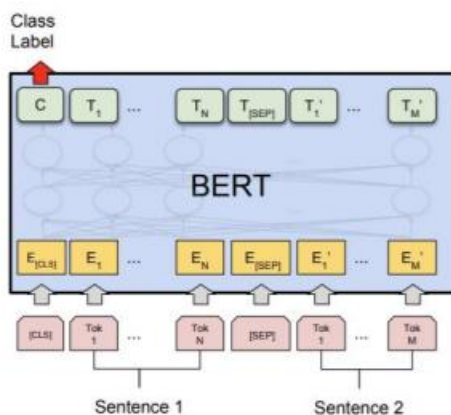 Class
Label
C T1 ... TN T[SEP] T1' ... TM'
BERT
E[CLS] E1 ... EN E[SEP] E1' ... EM'
[CLS] Tok 1 ... Tok N [SEP] Tok 1 ... Tok M
Sentence 1 Sentence 2